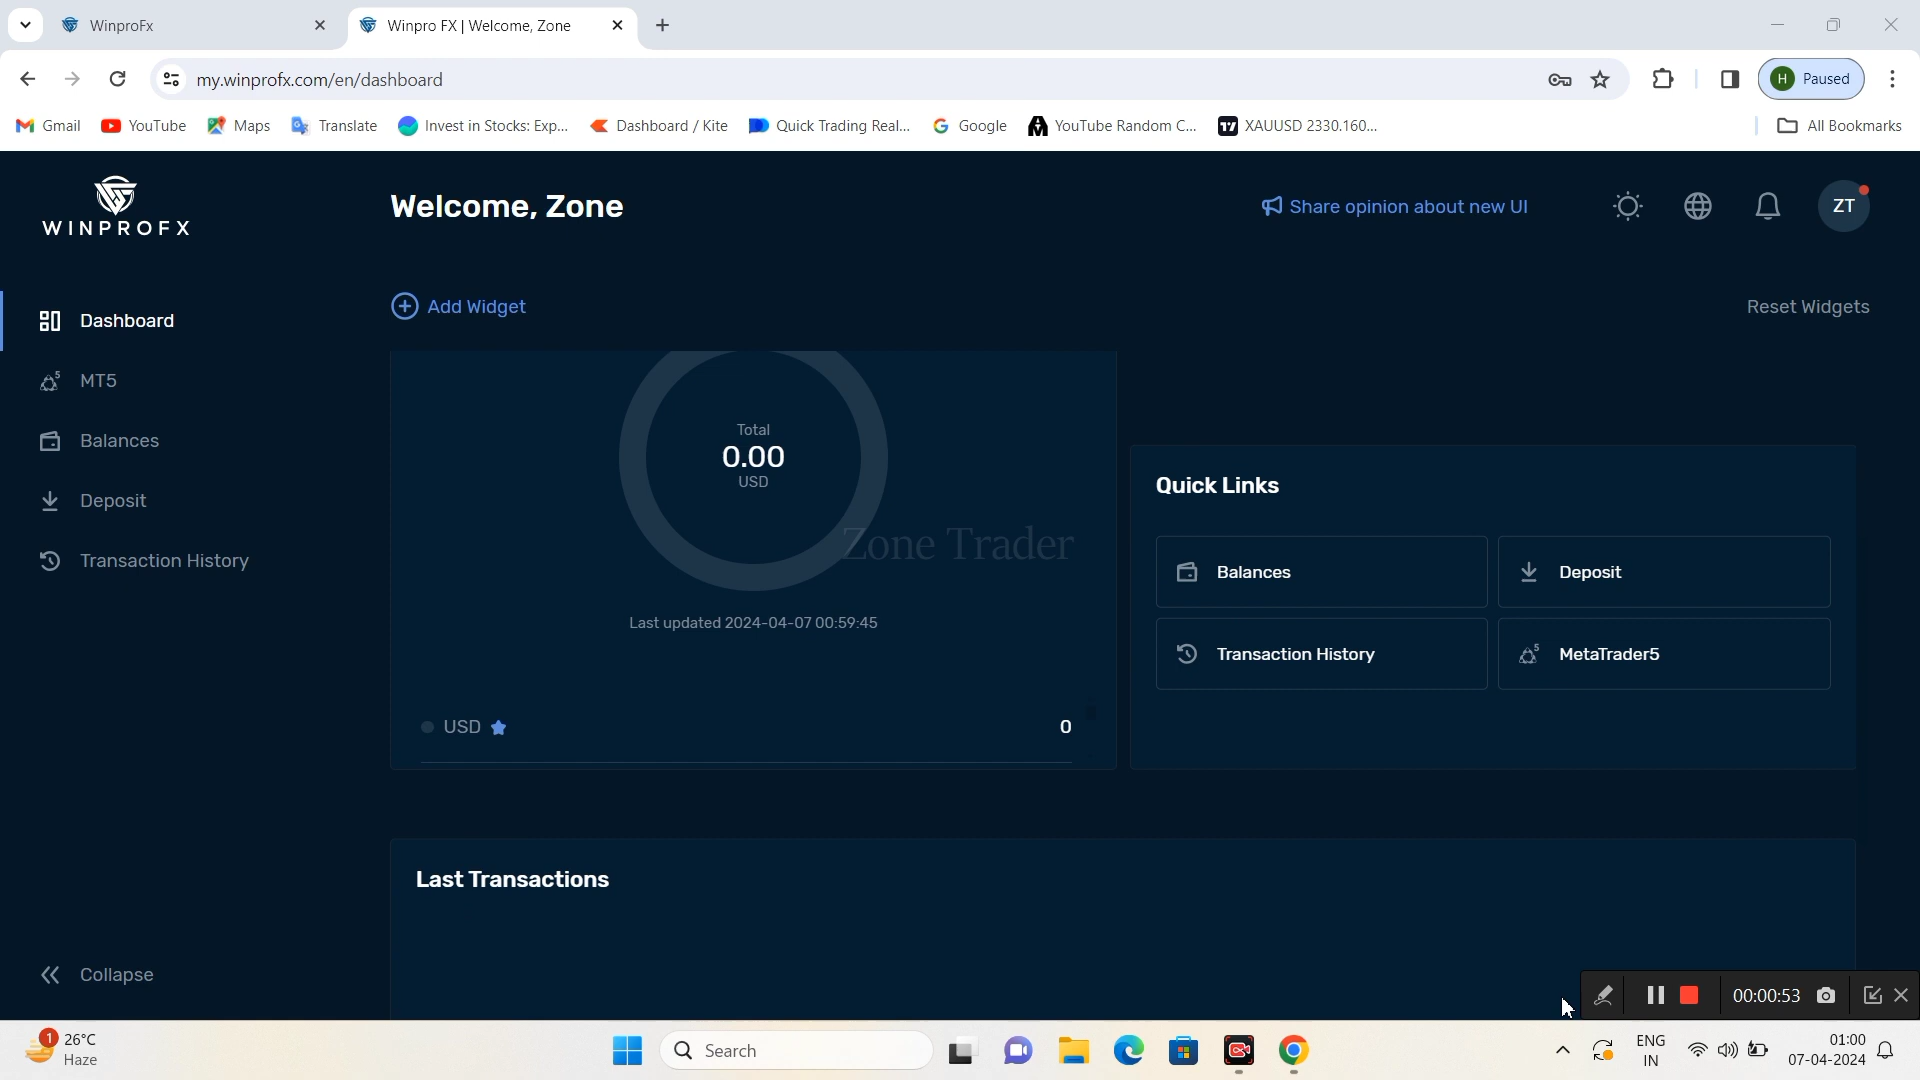 WinproFx
Winpro FX | Welcome, Zone
my.winprofx.com/en/dashboard
H Paused
Gmail
YouTube
Maps
Translate
Invest in Stocks: Exp...
Dashboard / Kite
Quick Trading Real...
Google
YouTube Random C...
XAUUSD 2330.160...
All Bookmarks
WINPROFX
Welcome, Zone
Share opinion about new UI
ZT
Add Widget
Reset Widgets
Dashboard
MT5
Balances
Deposit
Transaction History
Collapse
Total
0.00
USD
Zone Trader
Last updated 2024-04-07 00:59:45
USD
0
Quick Links
Balances
Deposit
Transaction History
MetaTrader5
Last Transactions
00:00:53
1
26°C
Haze
Search
ENG
IN
01:00
07-04-2024